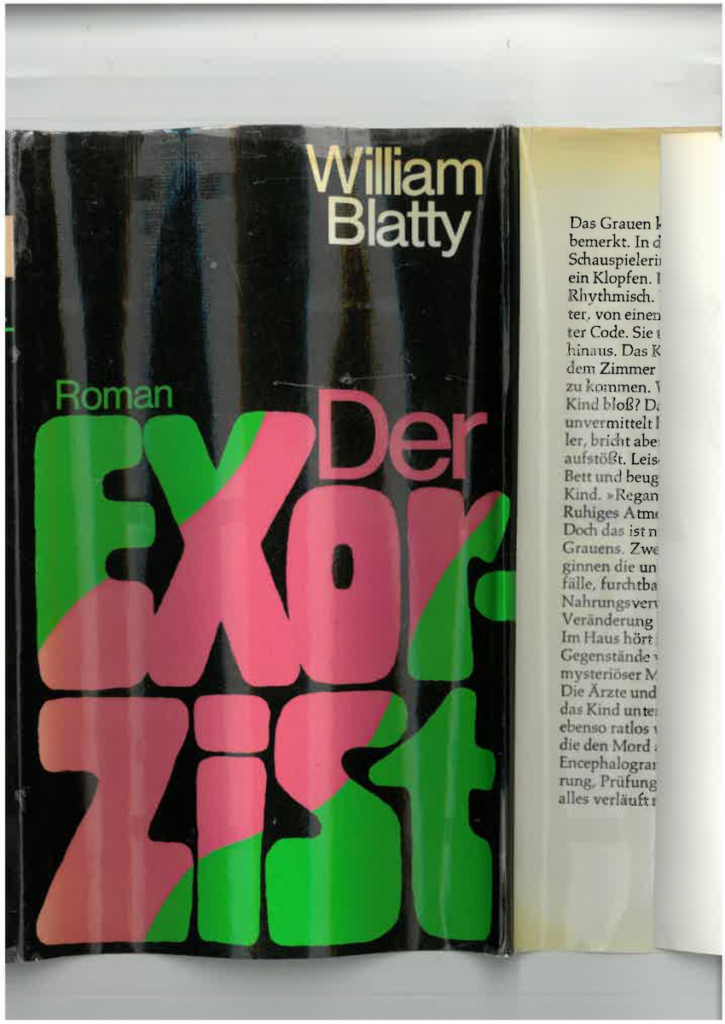 William
Blatty
Roman
Der
Exor-
zist
Das Grauen
bemerkt. In
Schauspieleri
ein Klopfen.
Rhythmisch.
ter, von einen
ter Code. Sie
hinaus. Das K
dem Zimmer
zu kommen.
Kind bloß? Da
unvermittelt
ler, bricht abe
aufstößt. Leis
Bett und beug
Kind. »Regan
Ruhiges Atme
Doch das ist n
Grauens. Zwe
ginnen die un
fälle, furchtba
Nahrungsver
Veränderung
Im Haus hört
Gegenstände
mysteriöser M
Die Ärzte und
das Kind unte
ebenso ratlos
die den Mord
Encephalogra
rung, Prüfung
alles verläuft